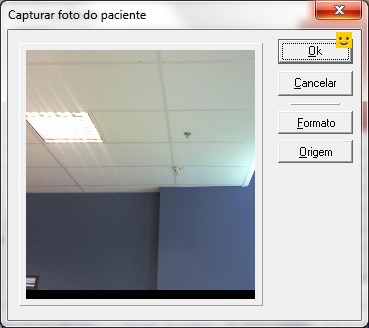 Capturar foto do paciente
Ok
Cancelar
Formato
Origem